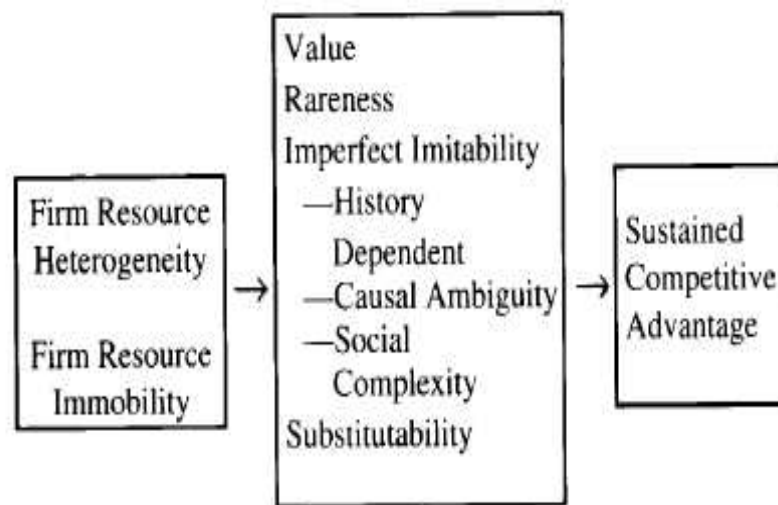 Firm Resource
Heterogeneity
Firm Resource
Immobility
Value
Rareness
Imperfect Imitability
—History
Dependent
—Causal Ambiguity
—Social
Complexity
Substitutability
Sustained
Competitive
Advantage